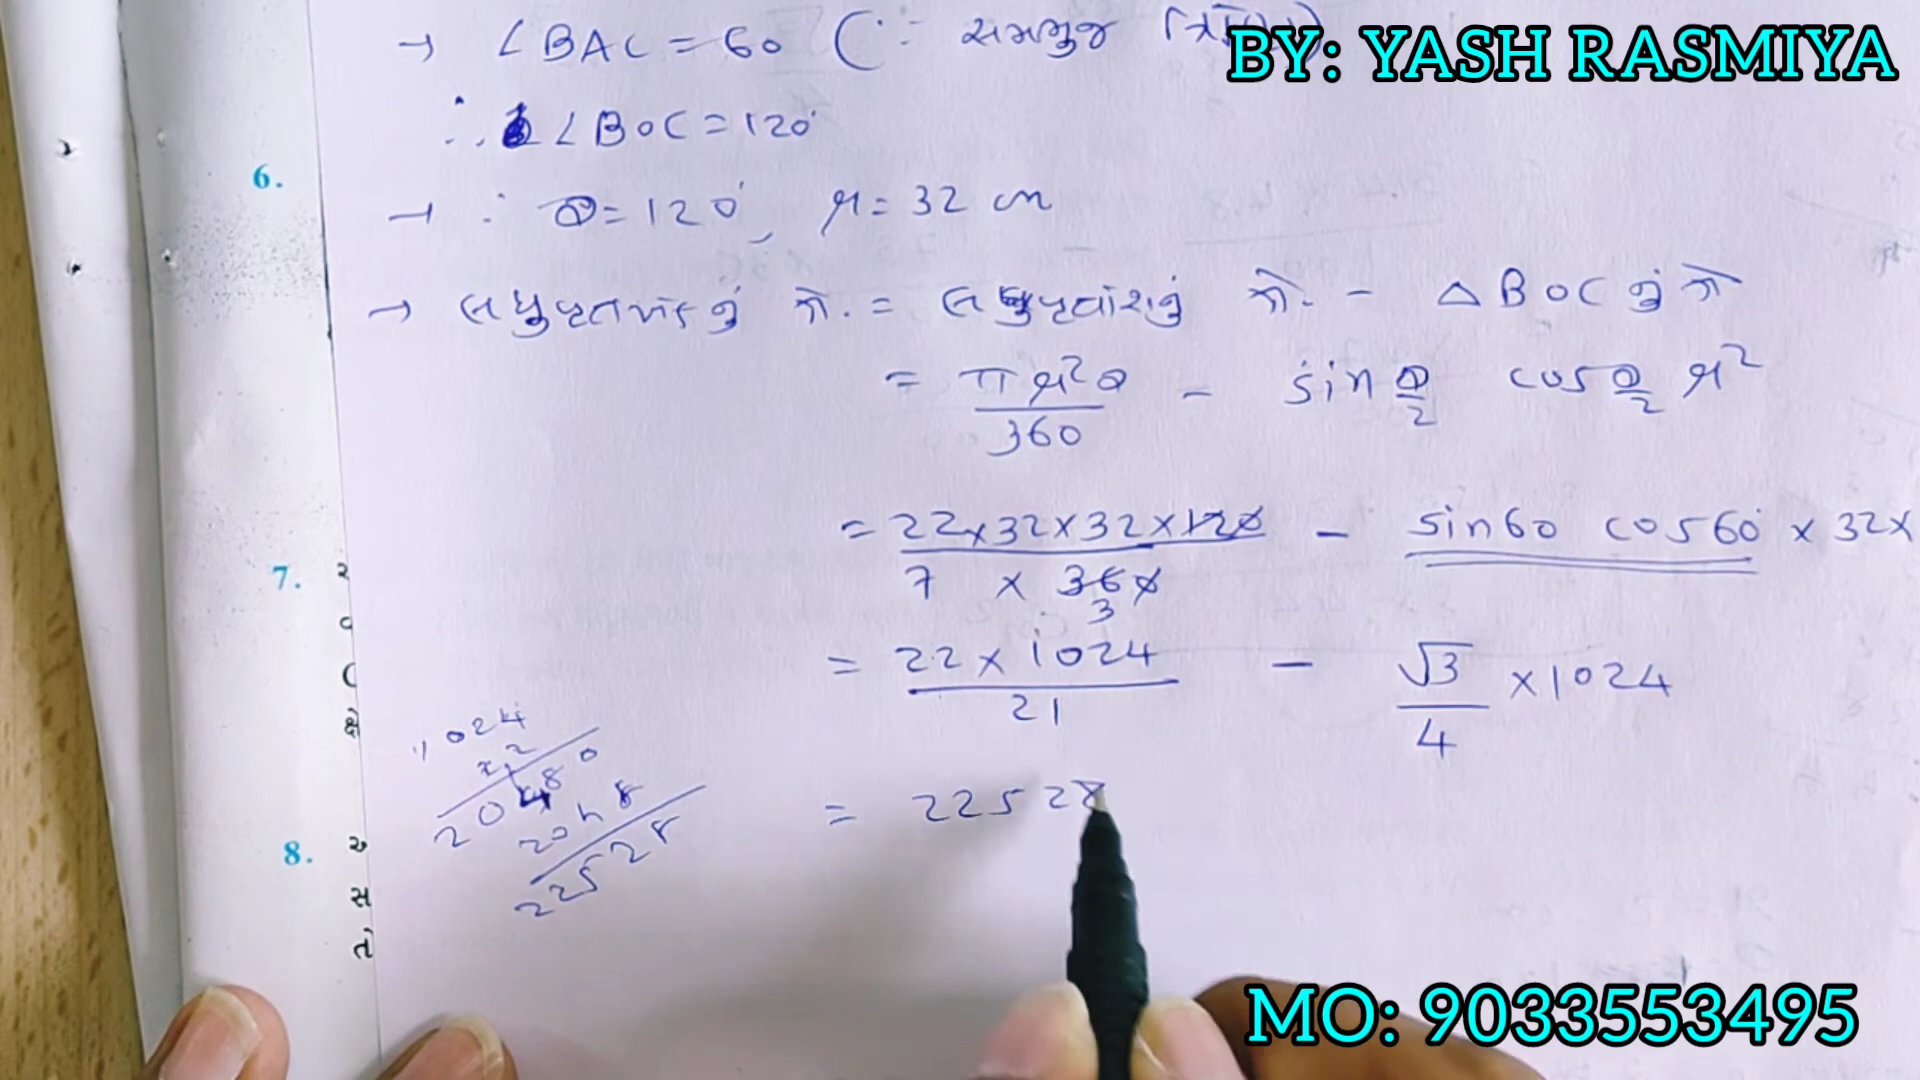 → ∠BAC = 60 (∵ સમભુજ
BY: YASH RASMIYA
∴ ∠BOC = 120°
6.
→ ∴ θ = 120°, r = 32 cm
→ લઘુવૃતખંડનું ક્ષે. = લઘુવૃતાંશનું ક્ષે. - △BOC નું ક્ષે
= πr²θ/360 - sin θ/2 cos θ/2 r²
= 22×32×32×120 / 7 × 360 - sin60 cos60° × 32×
3
7.
= 22 × 1024 / 21 - √3/4 × 1024
1024
×22
20480
2048
22528
= 22528
8.
સ
તો
MO: 9033553495